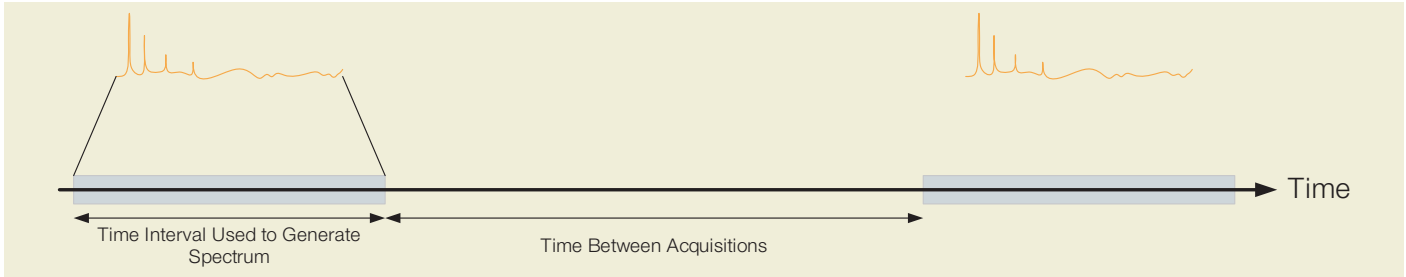 Time
Time Interval Used to Generate
Spectrum
Time Between Acquisitions